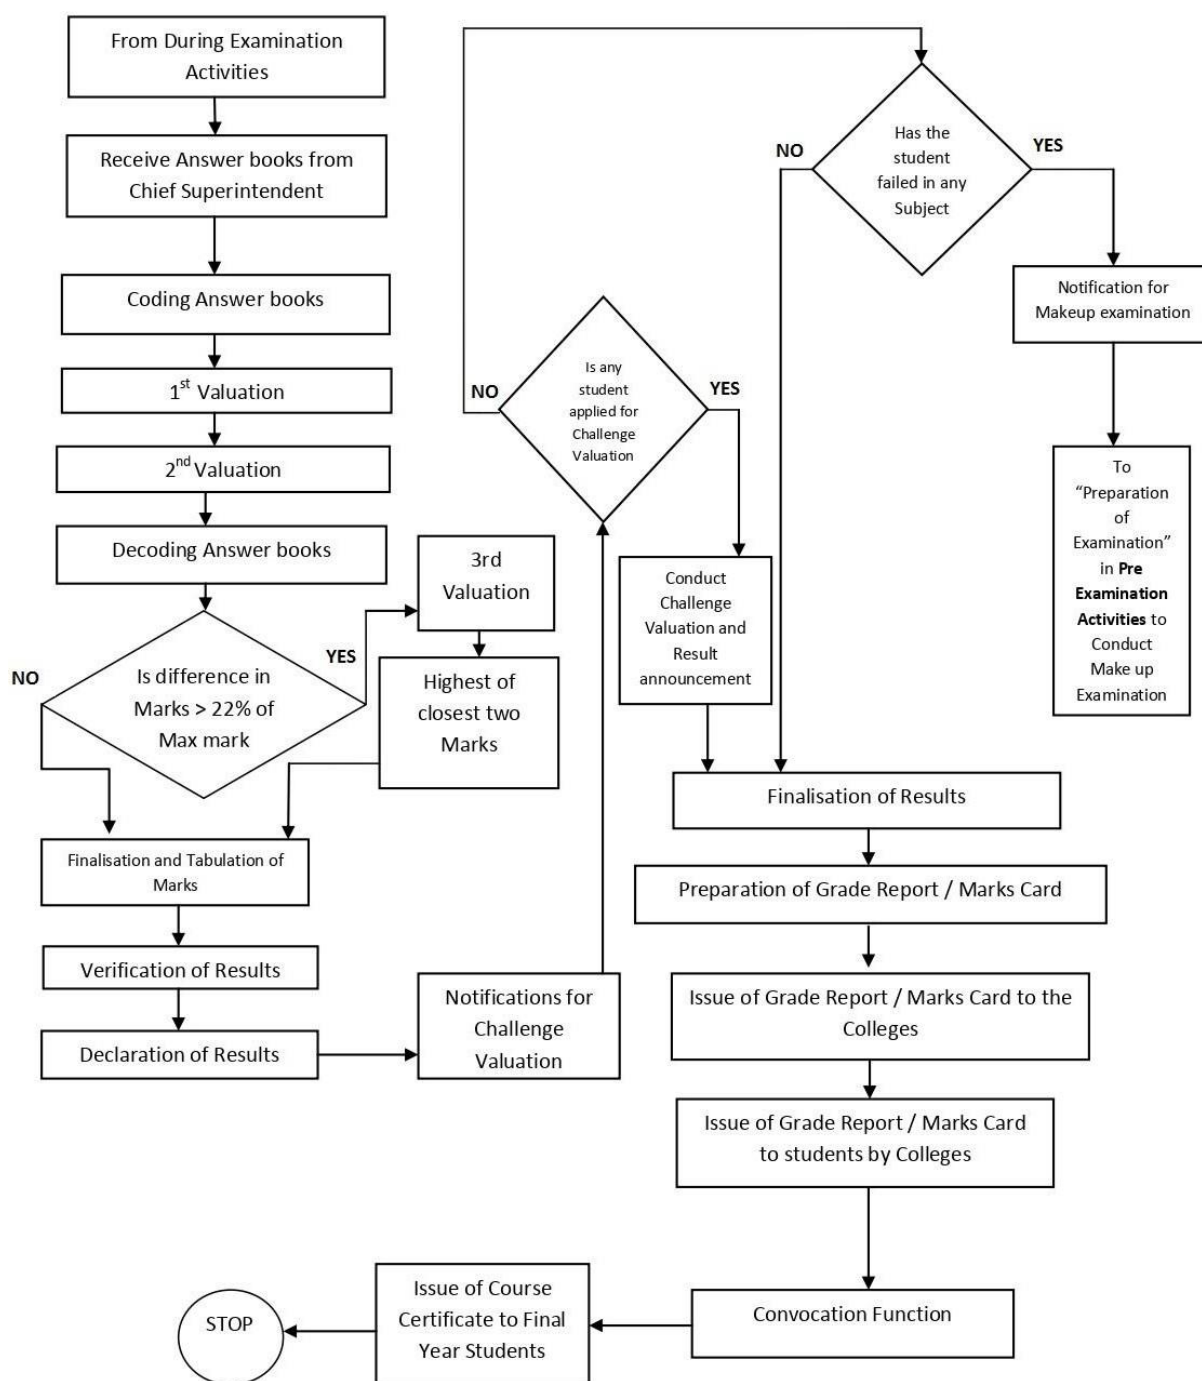 From During Examination
Activities
Receive Answer books from
Chief Superintendent
Coding Answer books
1st Valuation
2nd Valuation
Decoding Answer books
Is difference in
Marks > 22% of
Max mark
NO
YES
3rd
Valuation
Highest of
closest two
Marks
Finalisation and Tabulation of
Marks
Verification of Results
Declaration of Results
Notifications for
Challenge
Valuation
Is any
student
applied for
Challenge
Valuation
NO
YES
Conduct
Challenge
Valuation and
Result
announcement
Has the
student
failed in any
Subject
NO
YES
Notification for
Makeup examination
To
“Preparation
of
Examination”
in Pre
Examination
Activities to
Conduct
Make up
Examination
Finalisation of Results
Preparation of Grade Report / Marks Card
Issue of Grade Report / Marks Card to the
Colleges
Issue of Grade Report / Marks Card
to students by Colleges
Convocation Function
Issue of Course
Certificate to Final
Year Students
STOP